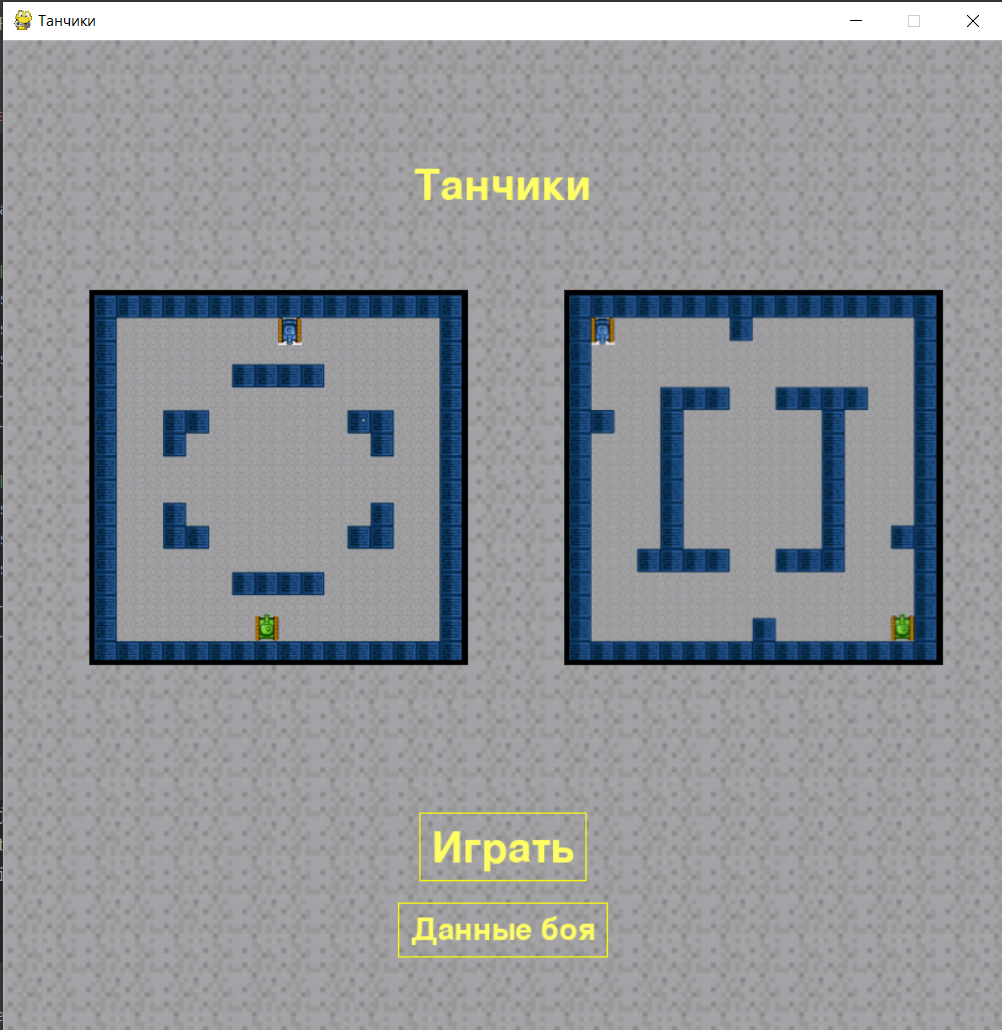 Танчики
Танчики
Играть
Данные боя